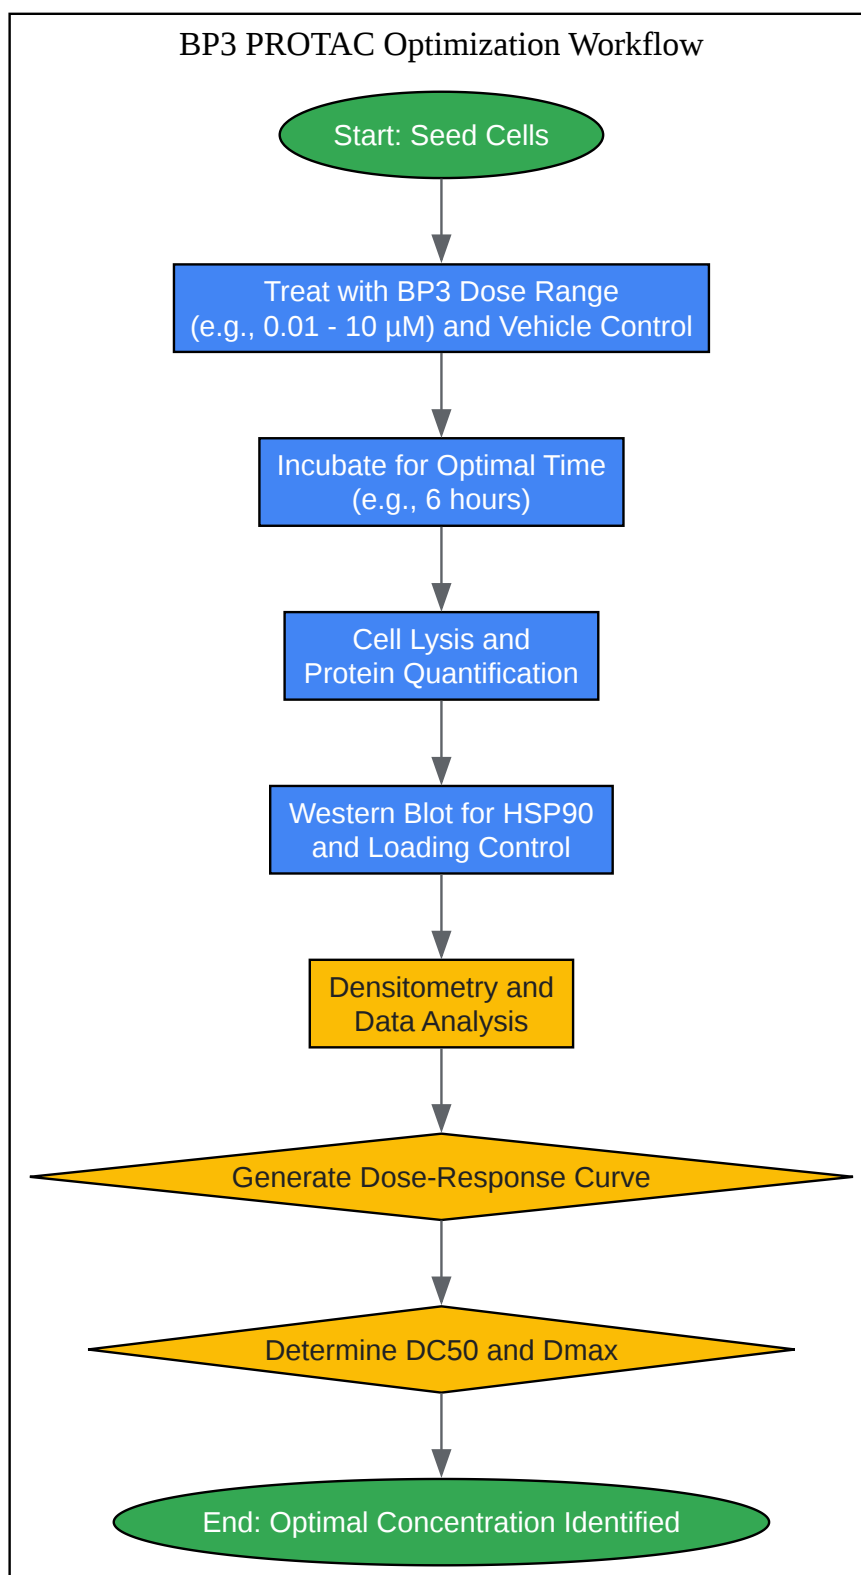 BP3 PROTAC Optimization Workflow
Start: Seed Cells
Treat with BP3 Dose Range
(e.g., 0.01 - 10 µM) and Vehicle Control
Incubate for Optimal Time
(e.g., 6 hours)
Cell Lysis and
Protein Quantification
Western Blot for HSP90
and Loading Control
Densitometry and
Data Analysis
Generate Dose-Response Curve
Determine DC50 and Dmax
End: Optimal Concentration Identified